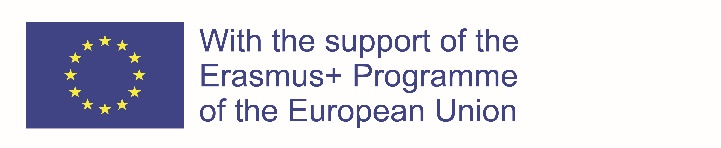 With the support of the
Erasmus+ Programme
of the European Union